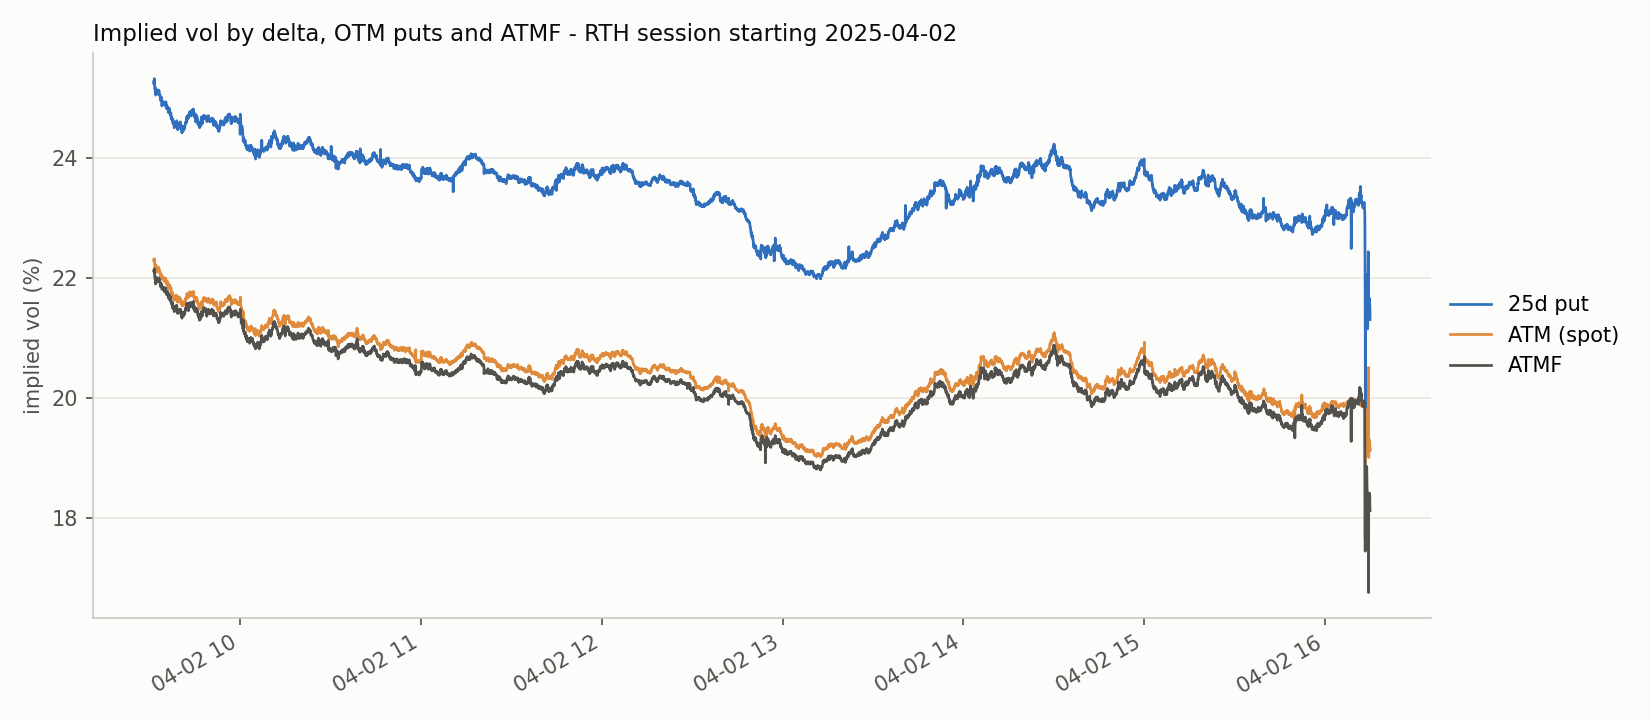 Implied vol by delta, OTM puts and ATMF - RTH session starting 2025-04-02
implied vol (%)
24
22
20
18
04-02 10
04-02 11
04-02 12
04-02 13
04-02 14
04-02 15
04-02 16
25d put
ATM (spot)
ATMF